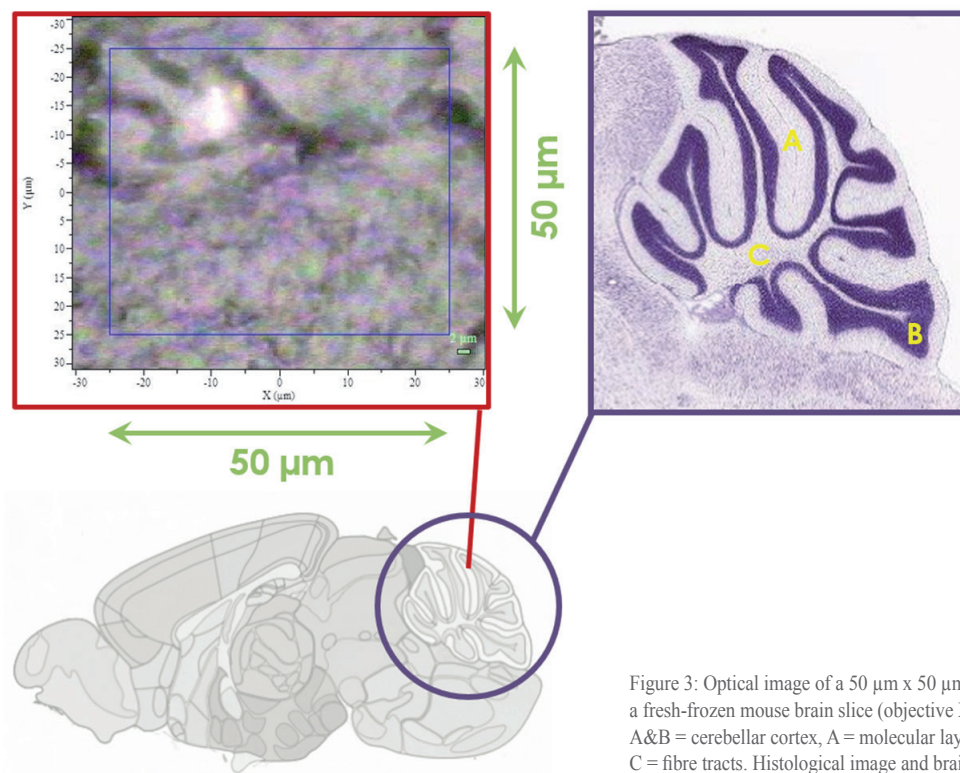 -30
-25
-20
-15
-10
-5
0
5
10
15
20
25
30
Y (µm)
2 µm
-30 -20 -10 0 10 20 30
X (µm)
50 µm
50 µm
A
C
B
Figure 3: Optical image of a 50 µm x 50 µm
a fresh-frozen mouse brain slice (objective
A&B = cerebellar cortex, A = molecular
C = fibre tracts. Histological image and